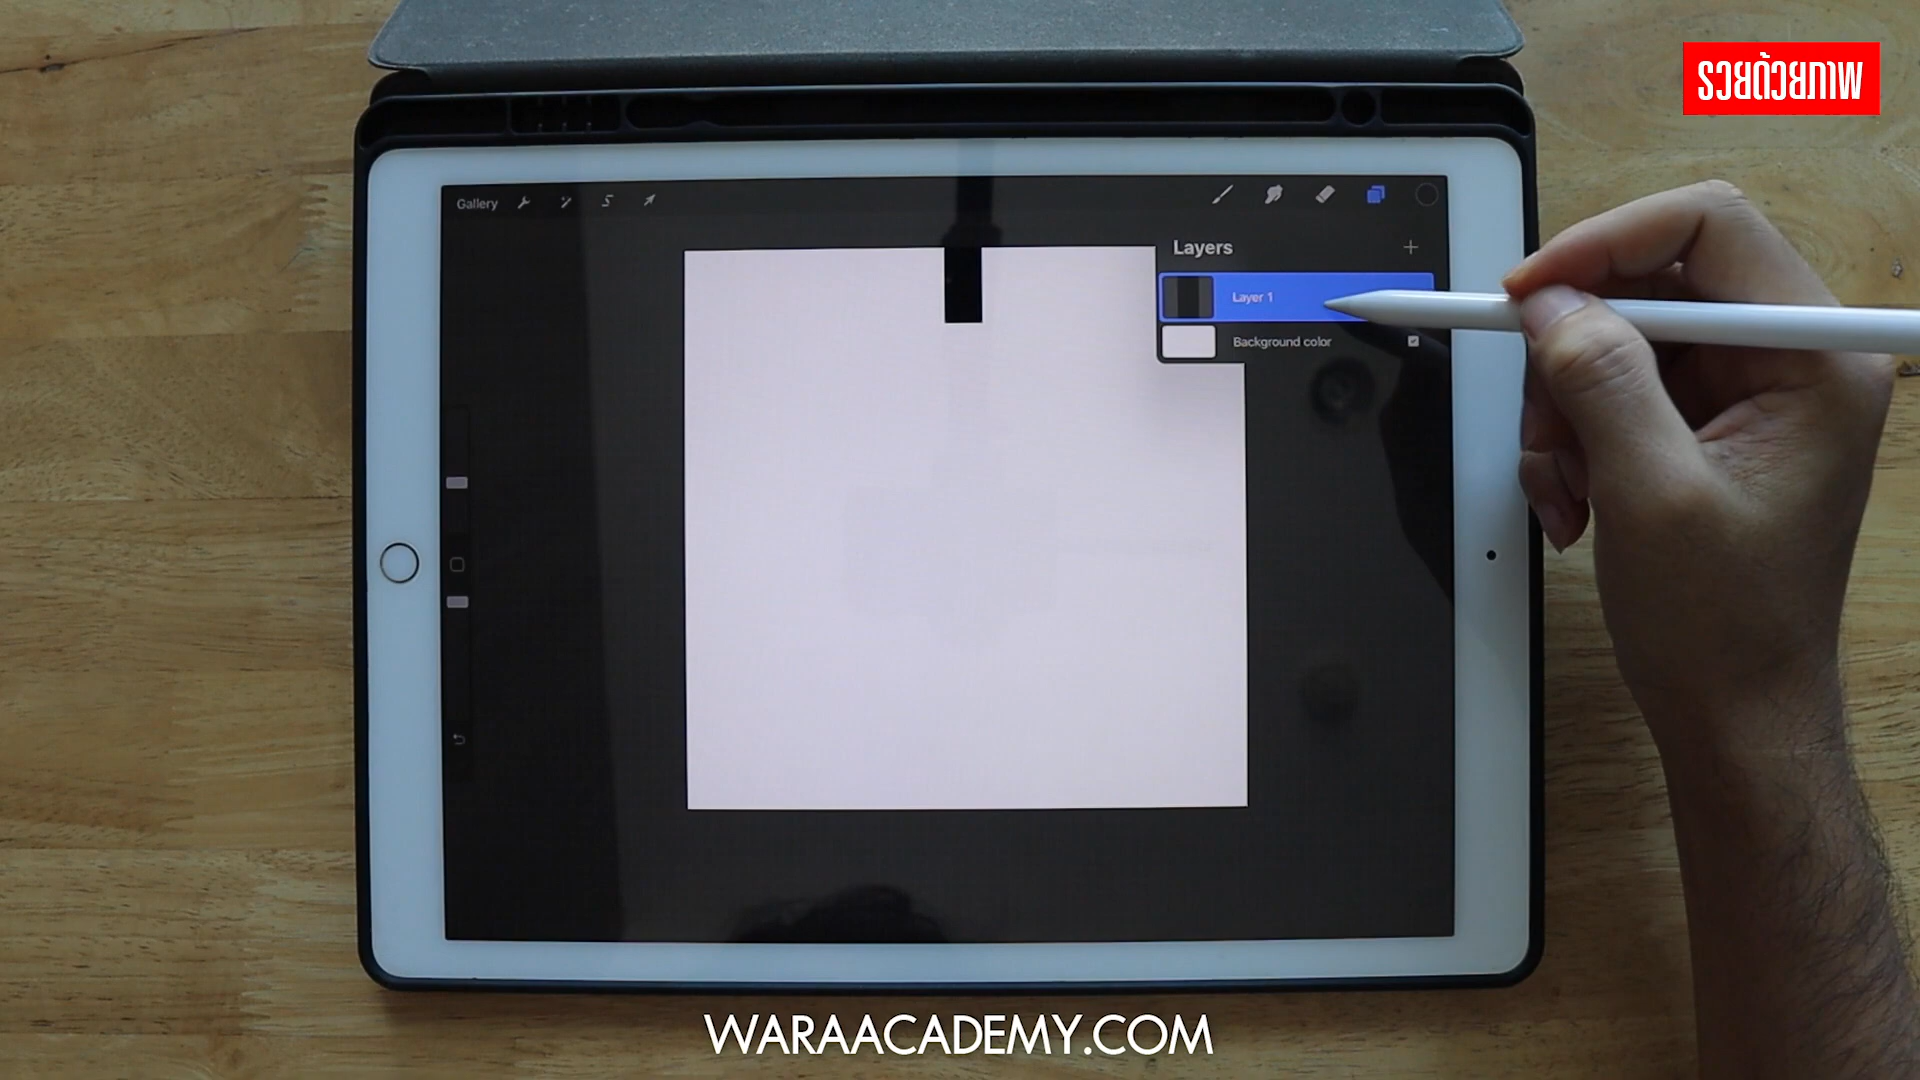 รวยด้วยภาพ
Gallery
Layers
Layer 1
Background color
WARAACADEMY.COM